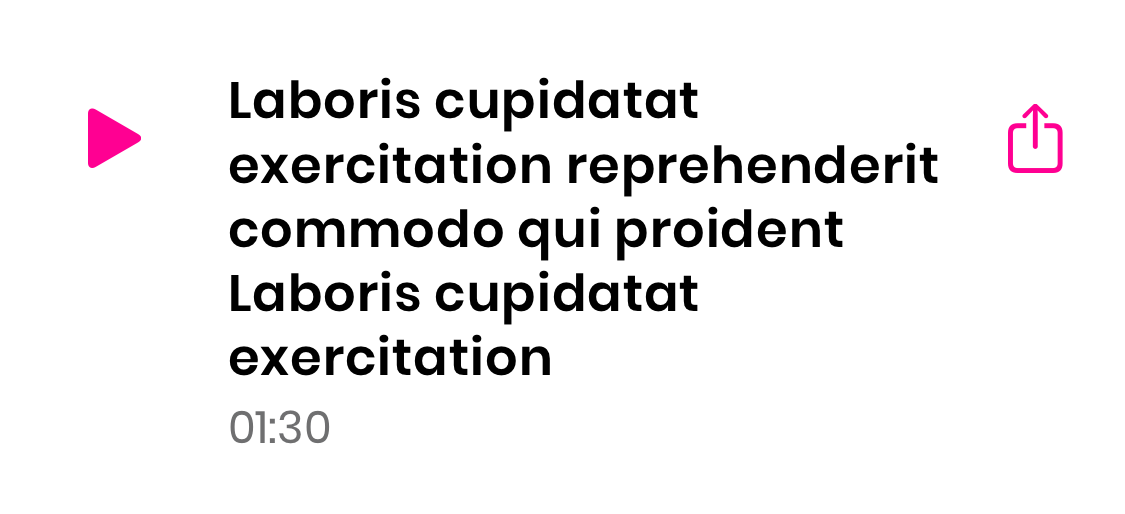 Laboris cupidatat
exercitation reprehenderit
commodo qui proident
Laboris cupidatat
exercitation
01:30